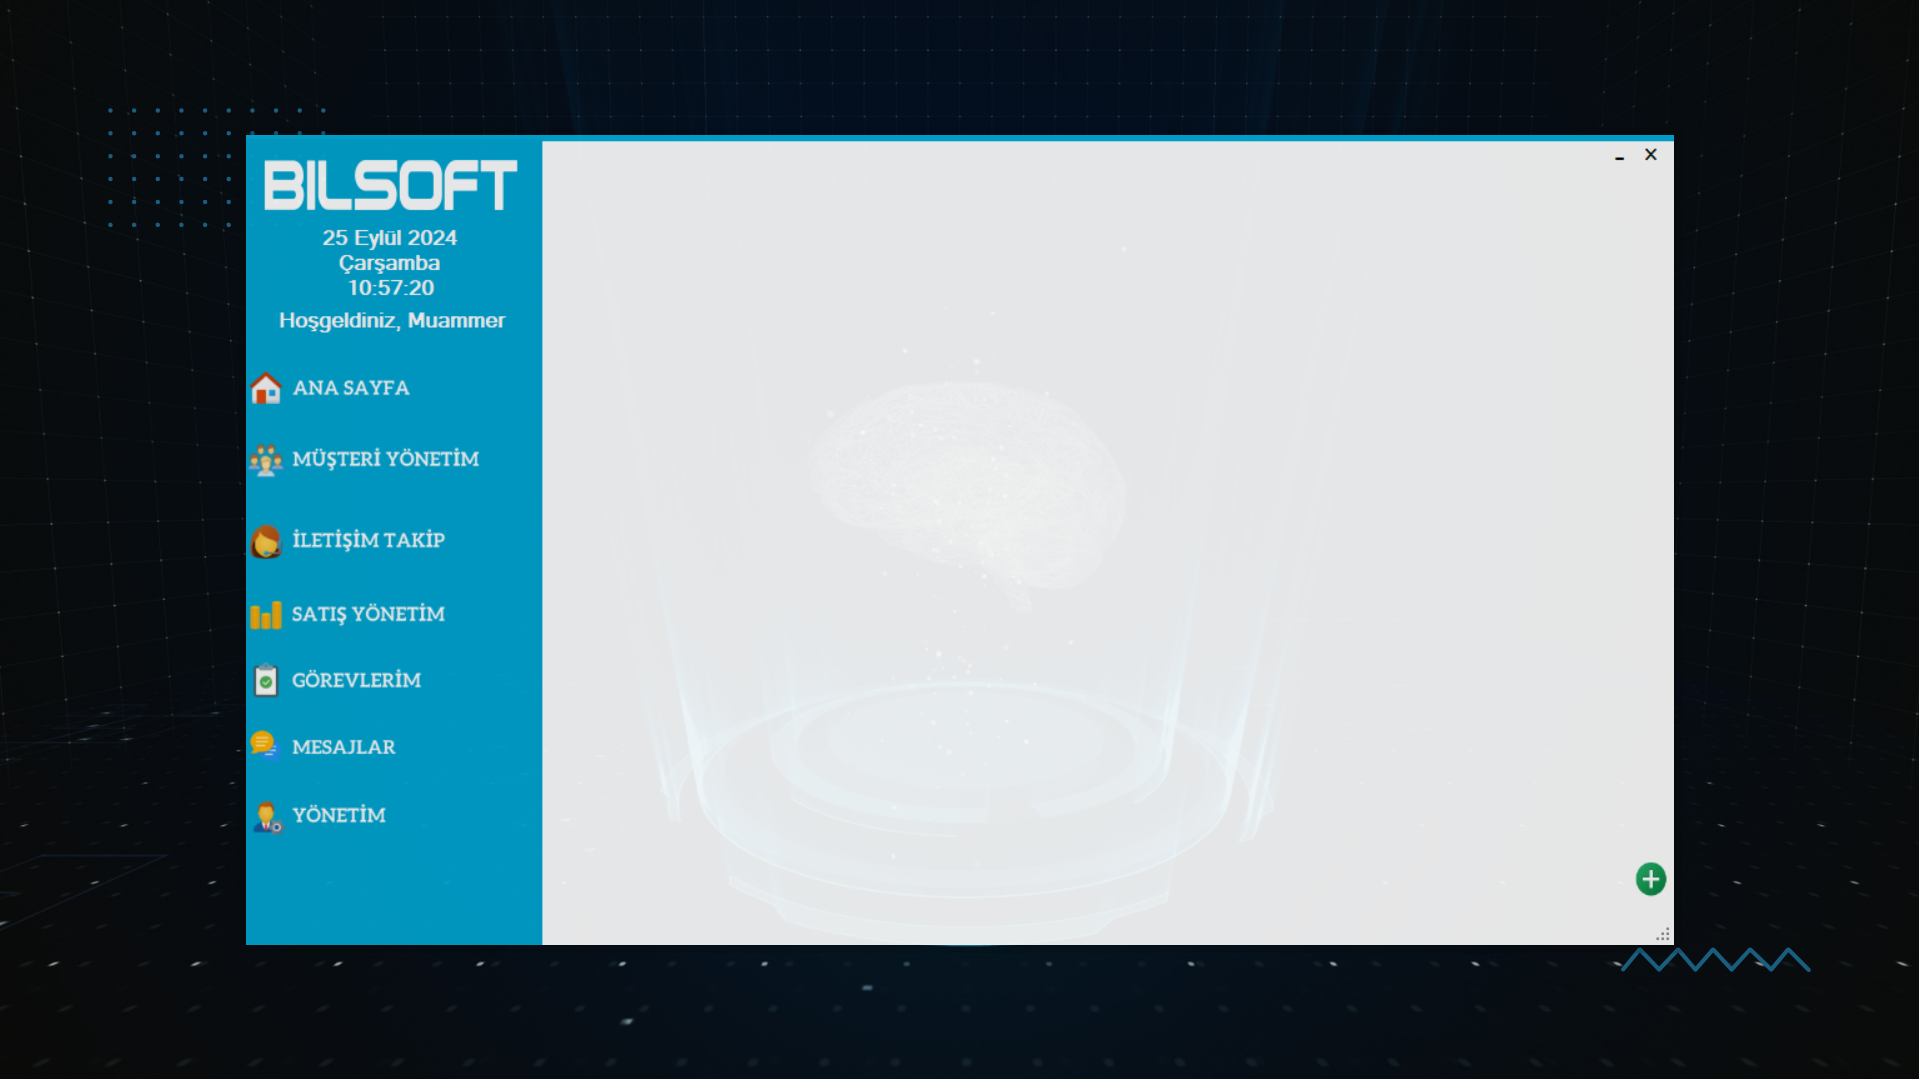 BILSOFT
25 Eylül 2024
Çarşamba
10:57:20
Hoşgeldiniz, Muammer
ANA SAYFA
MÜŞTERİ YÖNETİM
İLETİŞİM TAKİP
SATIŞ YÖNETİM
GÖREVLERİM
MESAJLAR
YÖNETİM